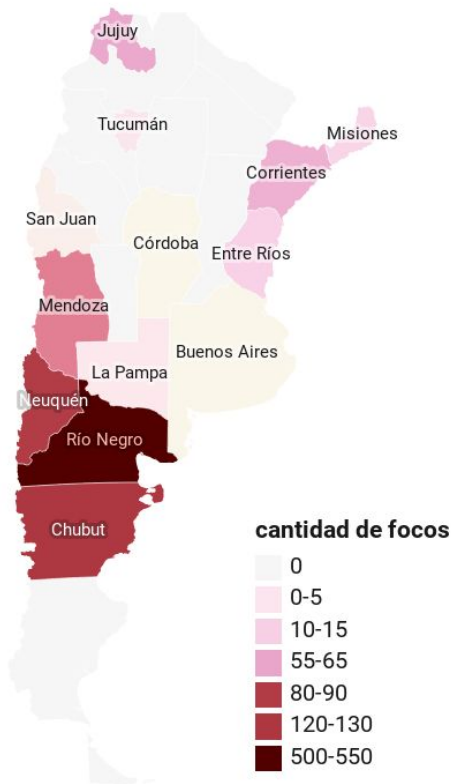 Jujuy
Tucumán
Misiones
Corrientes
San Juan
Córdoba
Entre Ríos
Mendoza
Buenos Aires
La Pampa
Neuquén
Río Negro
Chubut
cantidad de focos
0
0-5
10-15
55-65
80-90
120-130
500-550